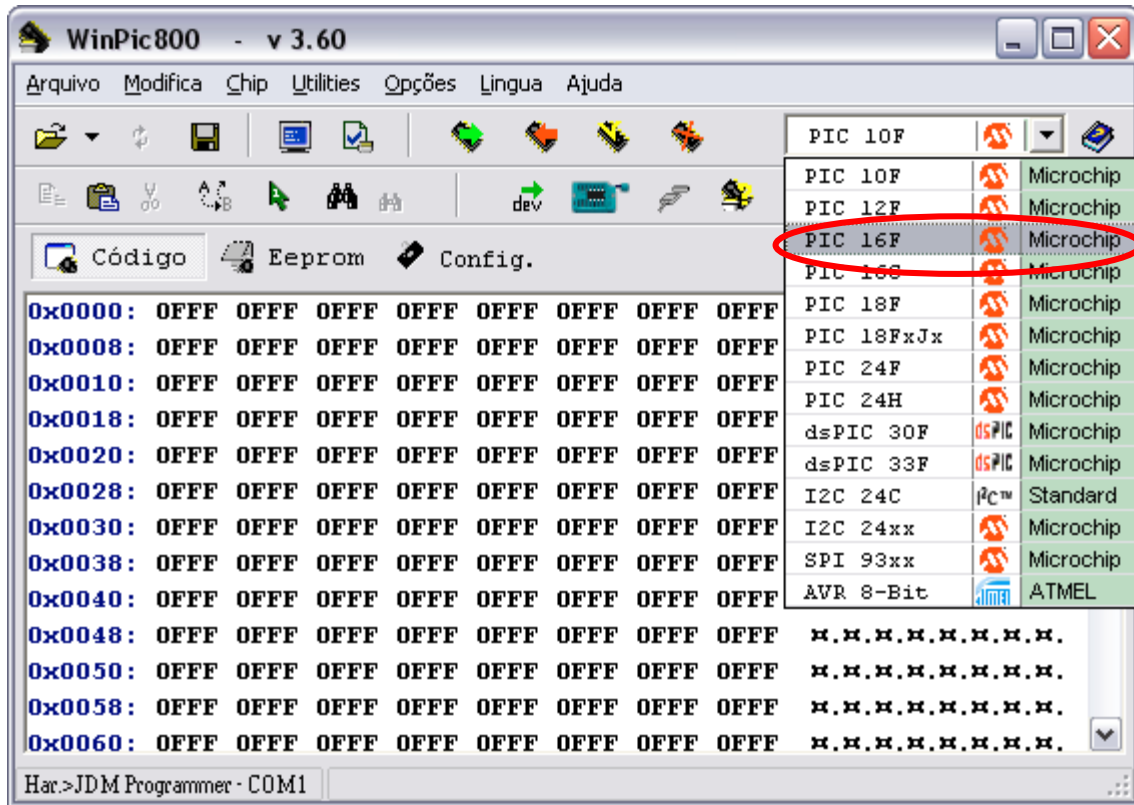 WinPic800 - v 3.60
Arquivo Modifica Chip Utilities Opções Lingua Ajuda
PIC 10F
dev
Código Eeprom Config.
PIC 10F Microchip
PIC 12F Microchip
PIC 16F Microchip
PIC 16C Microchip
PIC 18F Microchip
PIC 18FxJx Microchip
PIC 24F Microchip
PIC 24H Microchip
dsPIC 30F dsPIC Microchip
dsPIC 33F dsPIC Microchip
I2C 24C I²C™ Standard
I2C 24xx Microchip
SPI 93xx Microchip
AVR 8-Bit ATMEL ATMEL
0x0000: 0FFF 0FFF 0FFF 0FFF 0FFF 0FFF 0FFF 0FFF
0x0008: 0FFF 0FFF 0FFF 0FFF 0FFF 0FFF 0FFF 0FFF
0x0010: 0FFF 0FFF 0FFF 0FFF 0FFF 0FFF 0FFF 0FFF
0x0018: 0FFF 0FFF 0FFF 0FFF 0FFF 0FFF 0FFF 0FFF
0x0020: 0FFF 0FFF 0FFF 0FFF 0FFF 0FFF 0FFF 0FFF
0x0028: 0FFF 0FFF 0FFF 0FFF 0FFF 0FFF 0FFF 0FFF
0x0030: 0FFF 0FFF 0FFF 0FFF 0FFF 0FFF 0FFF 0FFF
0x0038: 0FFF 0FFF 0FFF 0FFF 0FFF 0FFF 0FFF 0FFF
0x0040: 0FFF 0FFF 0FFF 0FFF 0FFF 0FFF 0FFF 0FFF
0x0048: 0FFF 0FFF 0FFF 0FFF 0FFF 0FFF 0FFF 0FFF ¤.¤.¤.¤.¤.¤.¤.¤.
0x0050: 0FFF 0FFF 0FFF 0FFF 0FFF 0FFF 0FFF 0FFF ¤.¤.¤.¤.¤.¤.¤.¤.
0x0058: 0FFF 0FFF 0FFF 0FFF 0FFF 0FFF 0FFF 0FFF ¤.¤.¤.¤.¤.¤.¤.¤.
0x0060: 0FFF 0FFF 0FFF 0FFF 0FFF 0FFF 0FFF 0FFF ¤.¤.¤.¤.¤.¤.¤.¤.
Har.>JDM Programmer - COM1